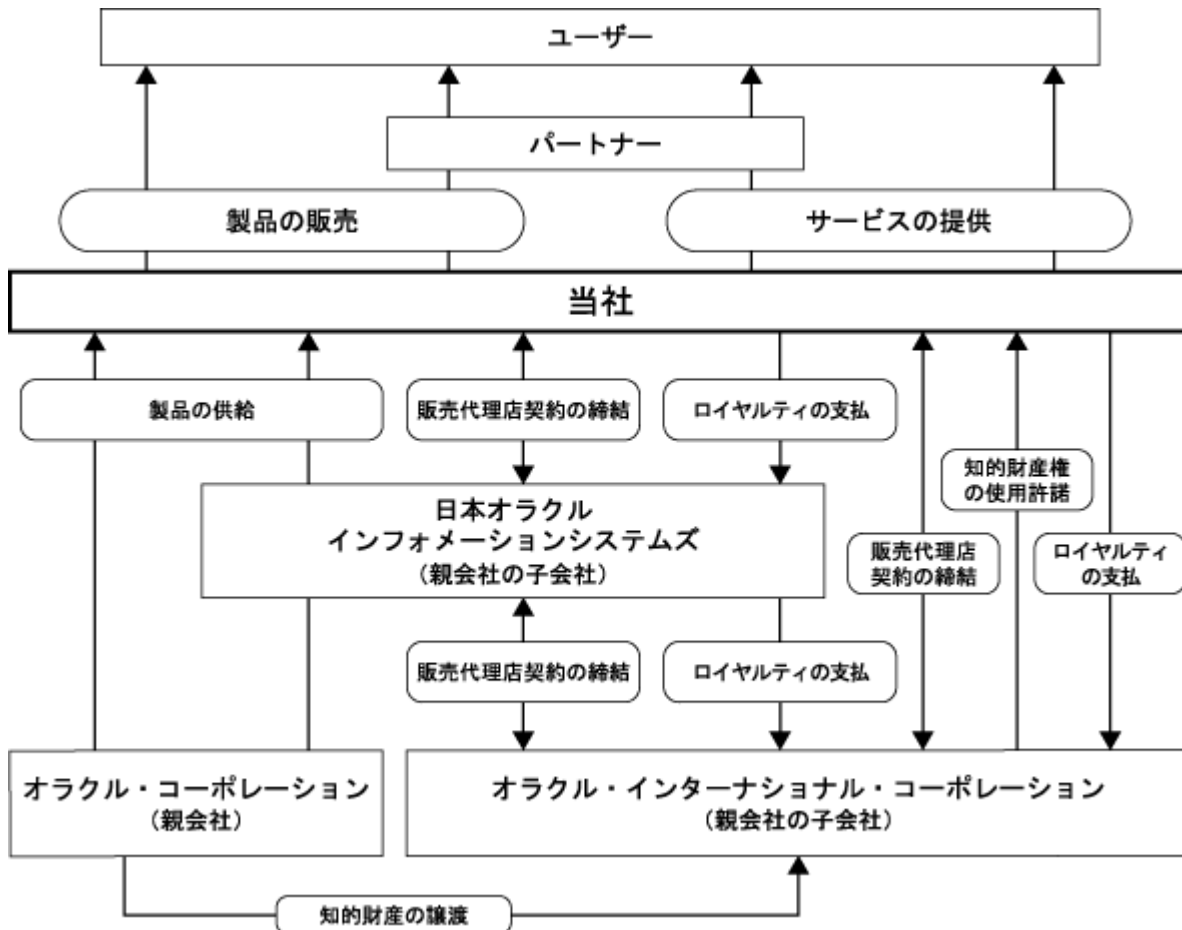 ユーザー
パートナー
製品の販売
サービスの提供
当社
製品の供給
販売代理店契約の締結
ロイヤルティの支払
知的財産権
の使用許諾
日本オラクル
インフォメーションシステムズ
（親会社の子会社）
販売代理店
契約の締結
ロイヤルティ
の支払
販売代理店契約の締結
ロイヤルティの支払
オラクル・コーポレーション
（親会社）
オラクル・インターナショナル・コーポレーション
（親会社の子会社）
知的財産の譲渡